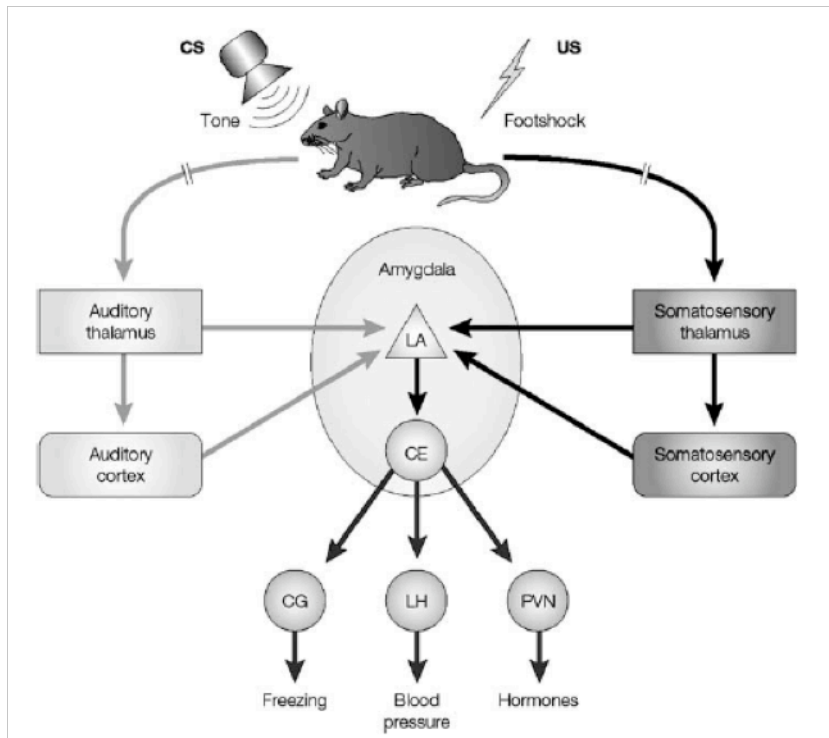 CS
US
Tone
Footshock
Amygdala
Auditory
thalamus
LA
Somatosensory
thalamus
Auditory
cortex
CE
Somatosensory
cortex
CG
LH
PVN
Freezing
Blood
pressure
Hormones